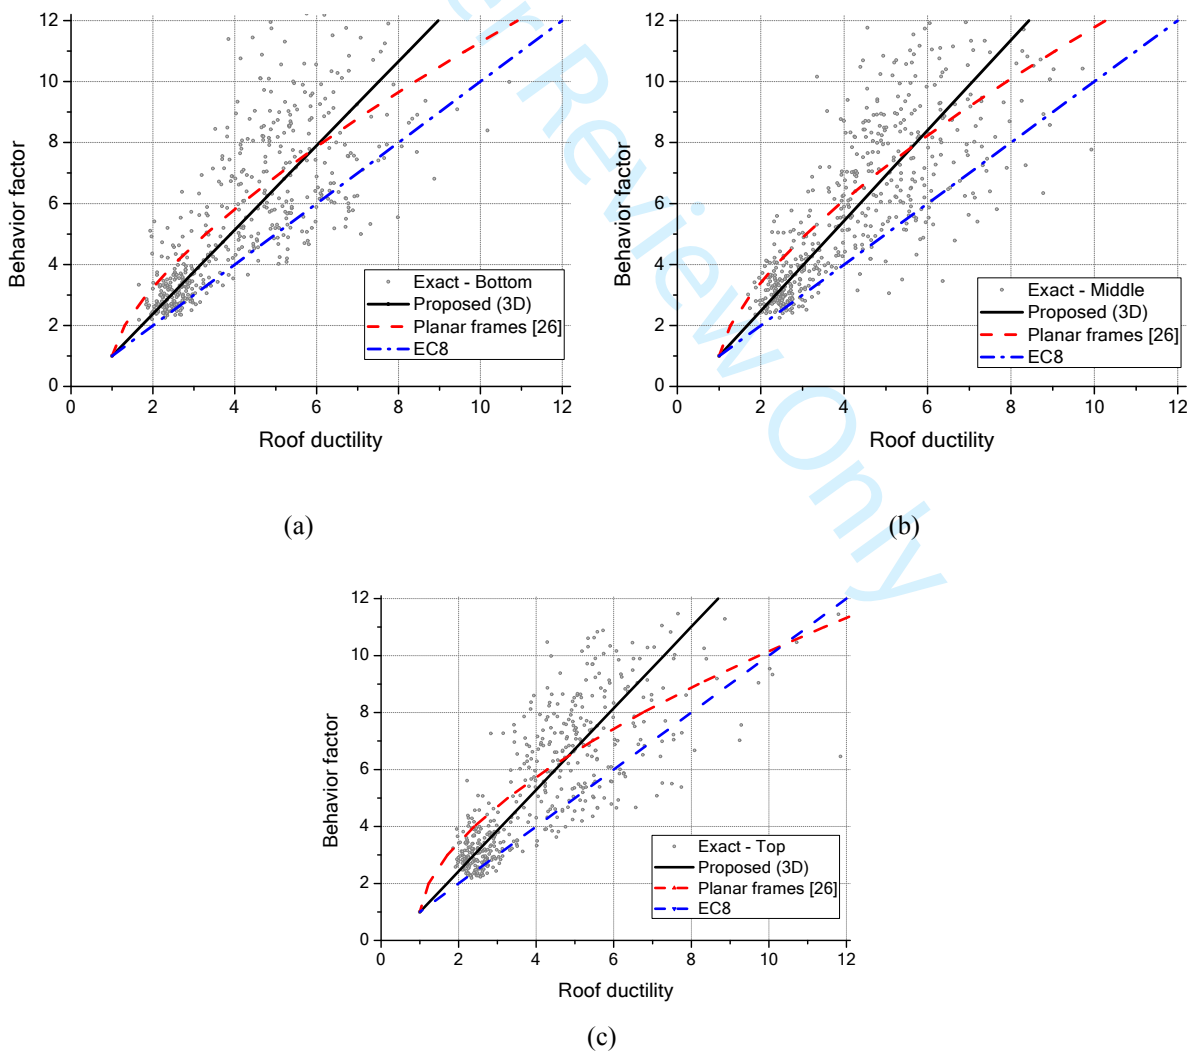 12
10
8
6
4
2
0
Behavior factor
Exact - Bottom
Proposed (3D)
Planar frames [26]
EC8
0 2 4 6 8 10 12
Roof ductility
(a)
12
10
8
6
4
2
0
Behavior factor
Exact - Middle
Proposed (3D)
Planar frames [26]
EC8
0 2 4 6 8 10 12
Roof ductility
(b)
12
10
8
6
4
2
0
Behavior factor
Exact - Top
Proposed (3D)
Planar frames [26]
EC8
0 2 4 6 8 10 12
Roof ductility
(c)
Review Only